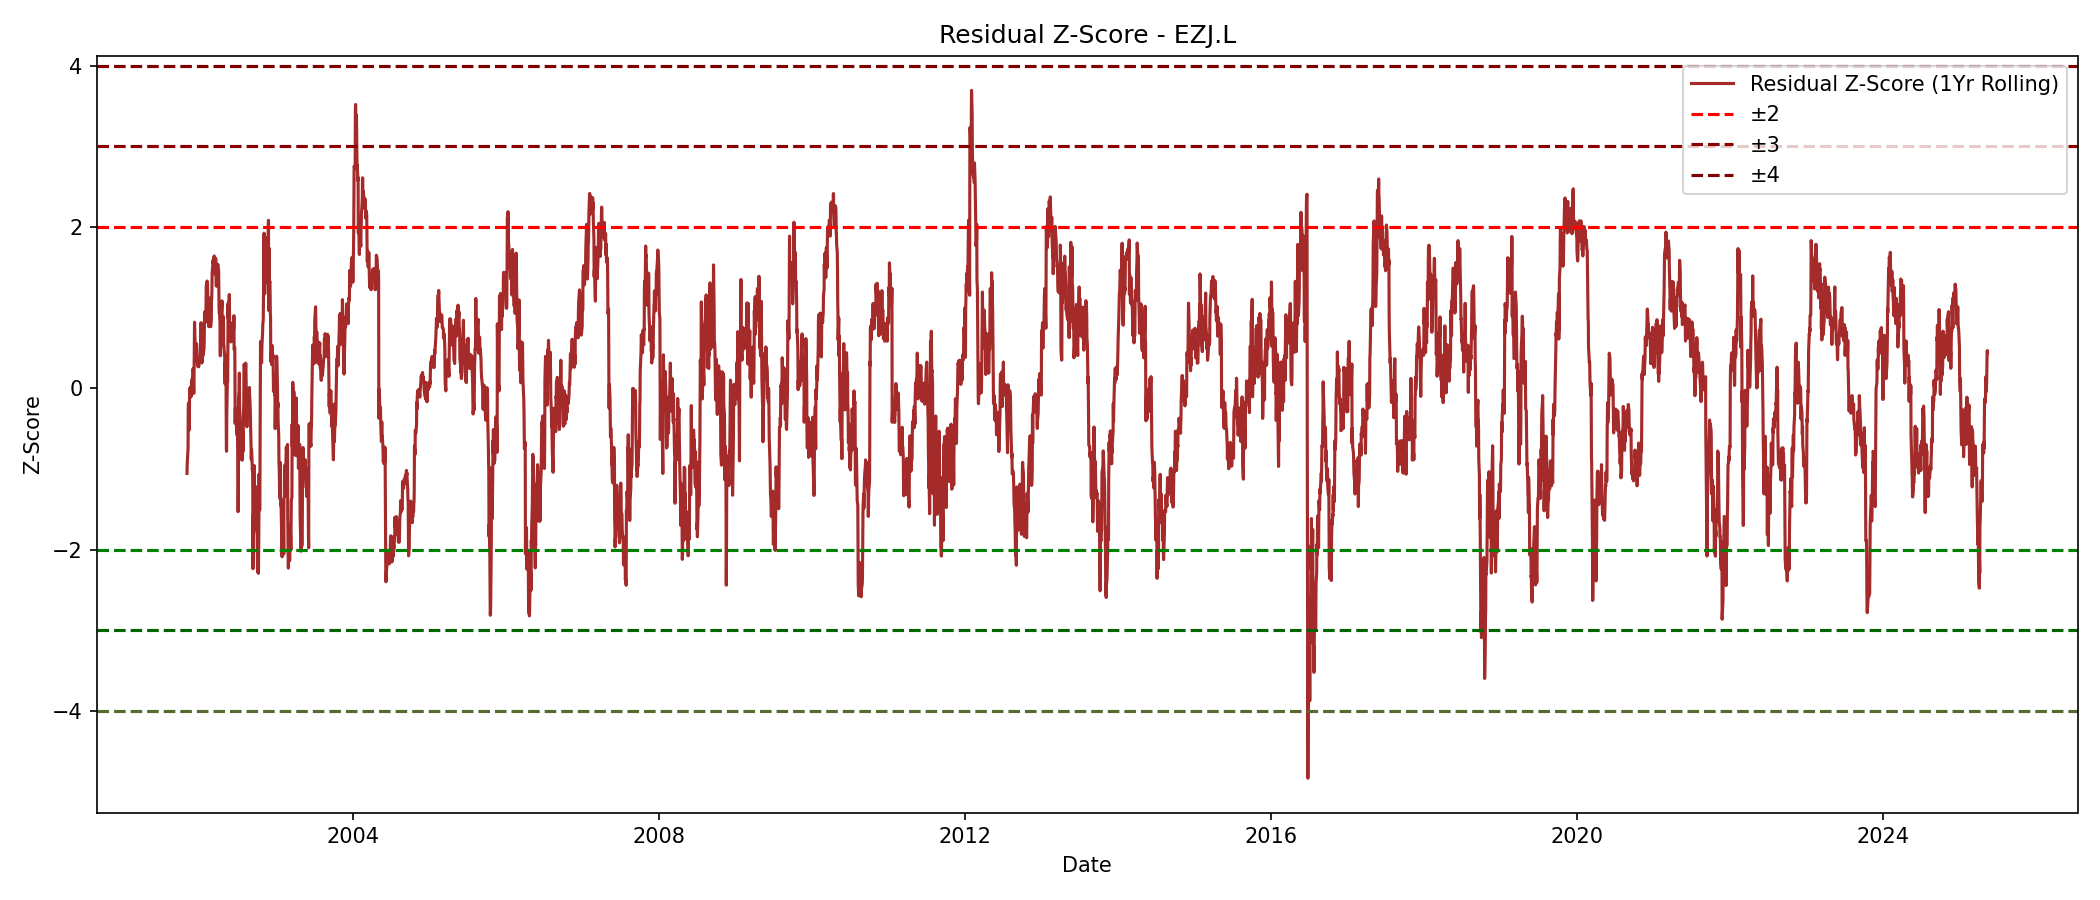 Residual Z-Score - EZJ.L
Residual Z-Score (1Yr Rolling)
±2
±3
±4
4
2
0
−2
−4
Z-Score
2004 2008 2012 2016 2020 2024
Date